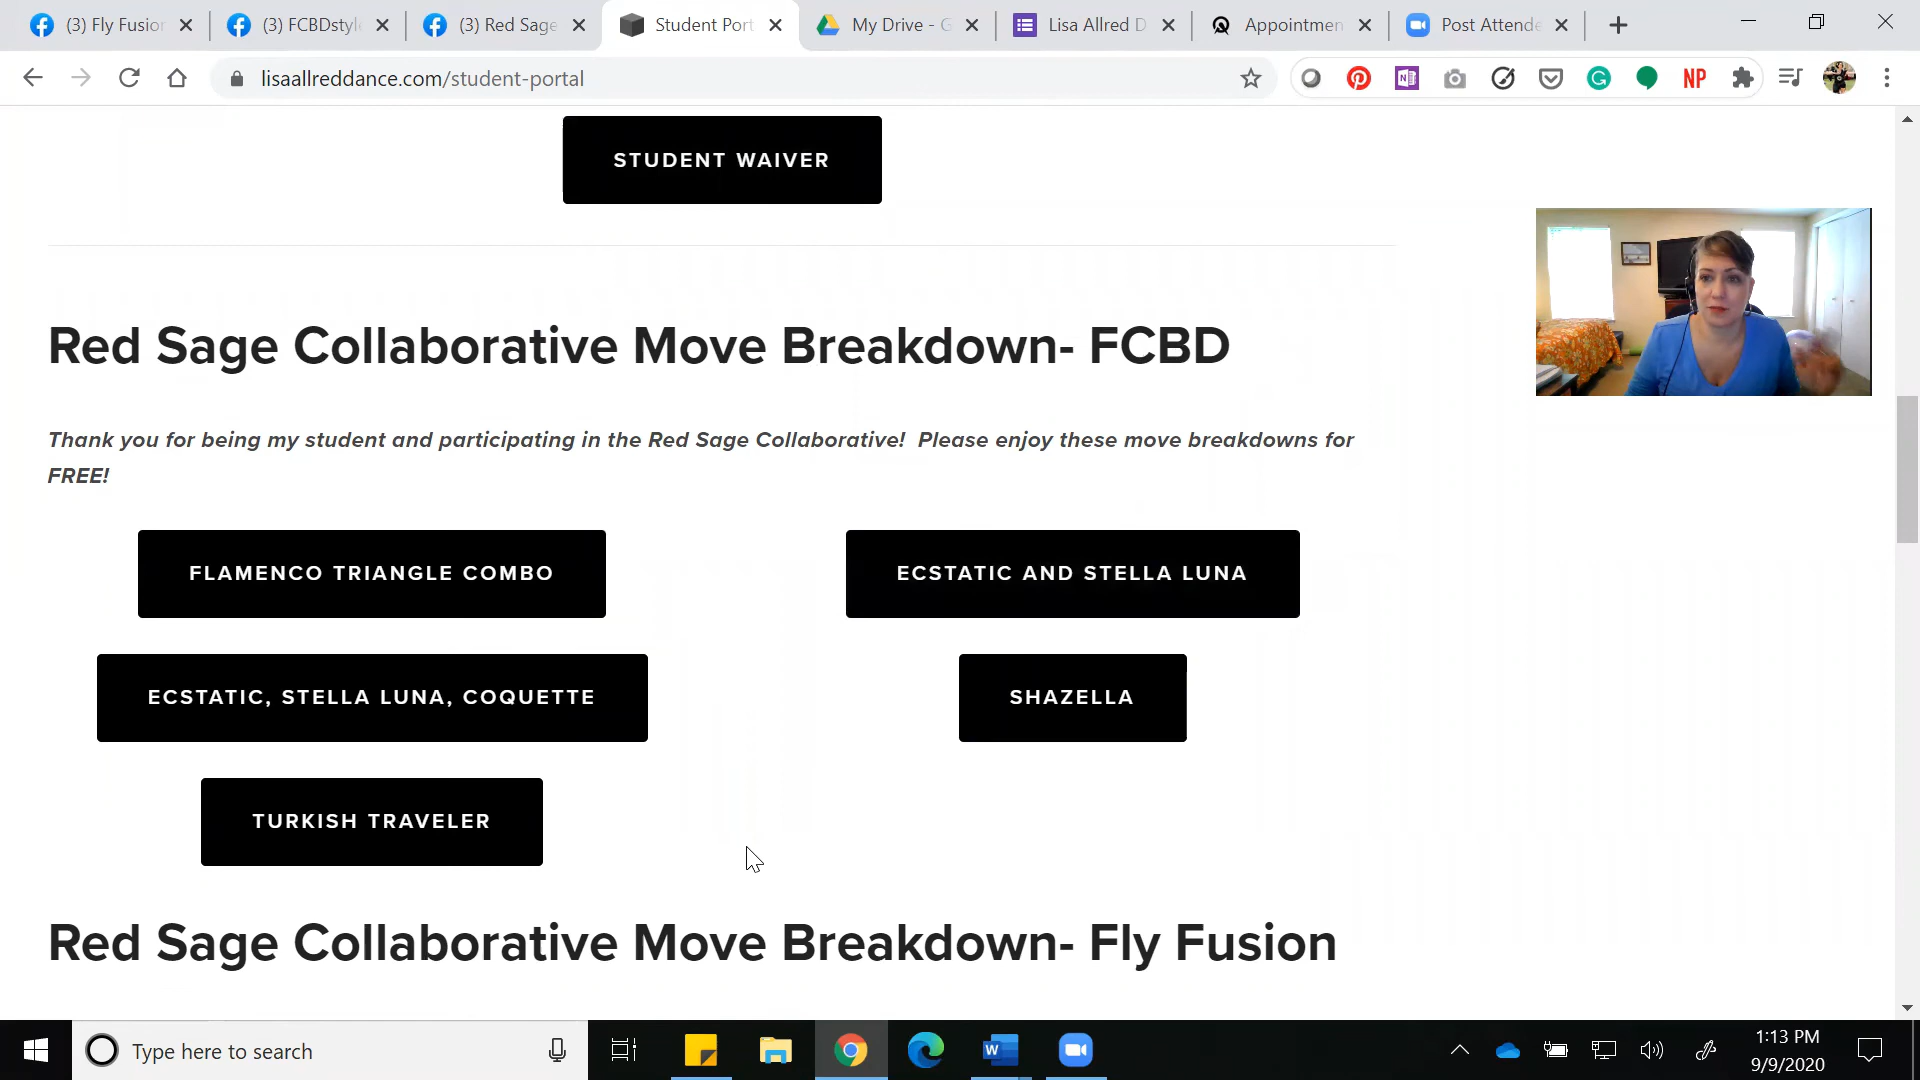 (3) Fly Fusion
(3) FCBDstyl
(3) Red Sage
Student Port
My Drive - G
Lisa Allred D
Appointmen
Post Attende
lisaallreddance.com/student-portal
NP
STUDENT WAIVER
Red Sage Collaborative Move Breakdown- FCBD
Thank you for being my student and participating in the Red Sage Collaborative! Please enjoy these move breakdowns for
FREE!
FLAMENCO TRIANGLE COMBO
ECSTATIC AND STELLA LUNA
ECSTATIC, STELLA LUNA, COQUETTE
SHAZELLA
TURKISH TRAVELER
Red Sage Collaborative Move Breakdown- Fly Fusion
Type here to search
1:13 PM
9/9/2020